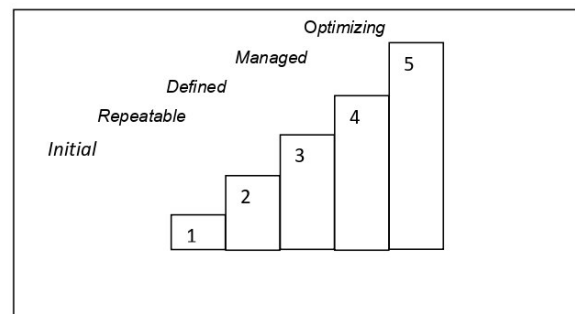 Optimizing
Managed
5
Defined
4
Repeatable
3
Initial
2
1